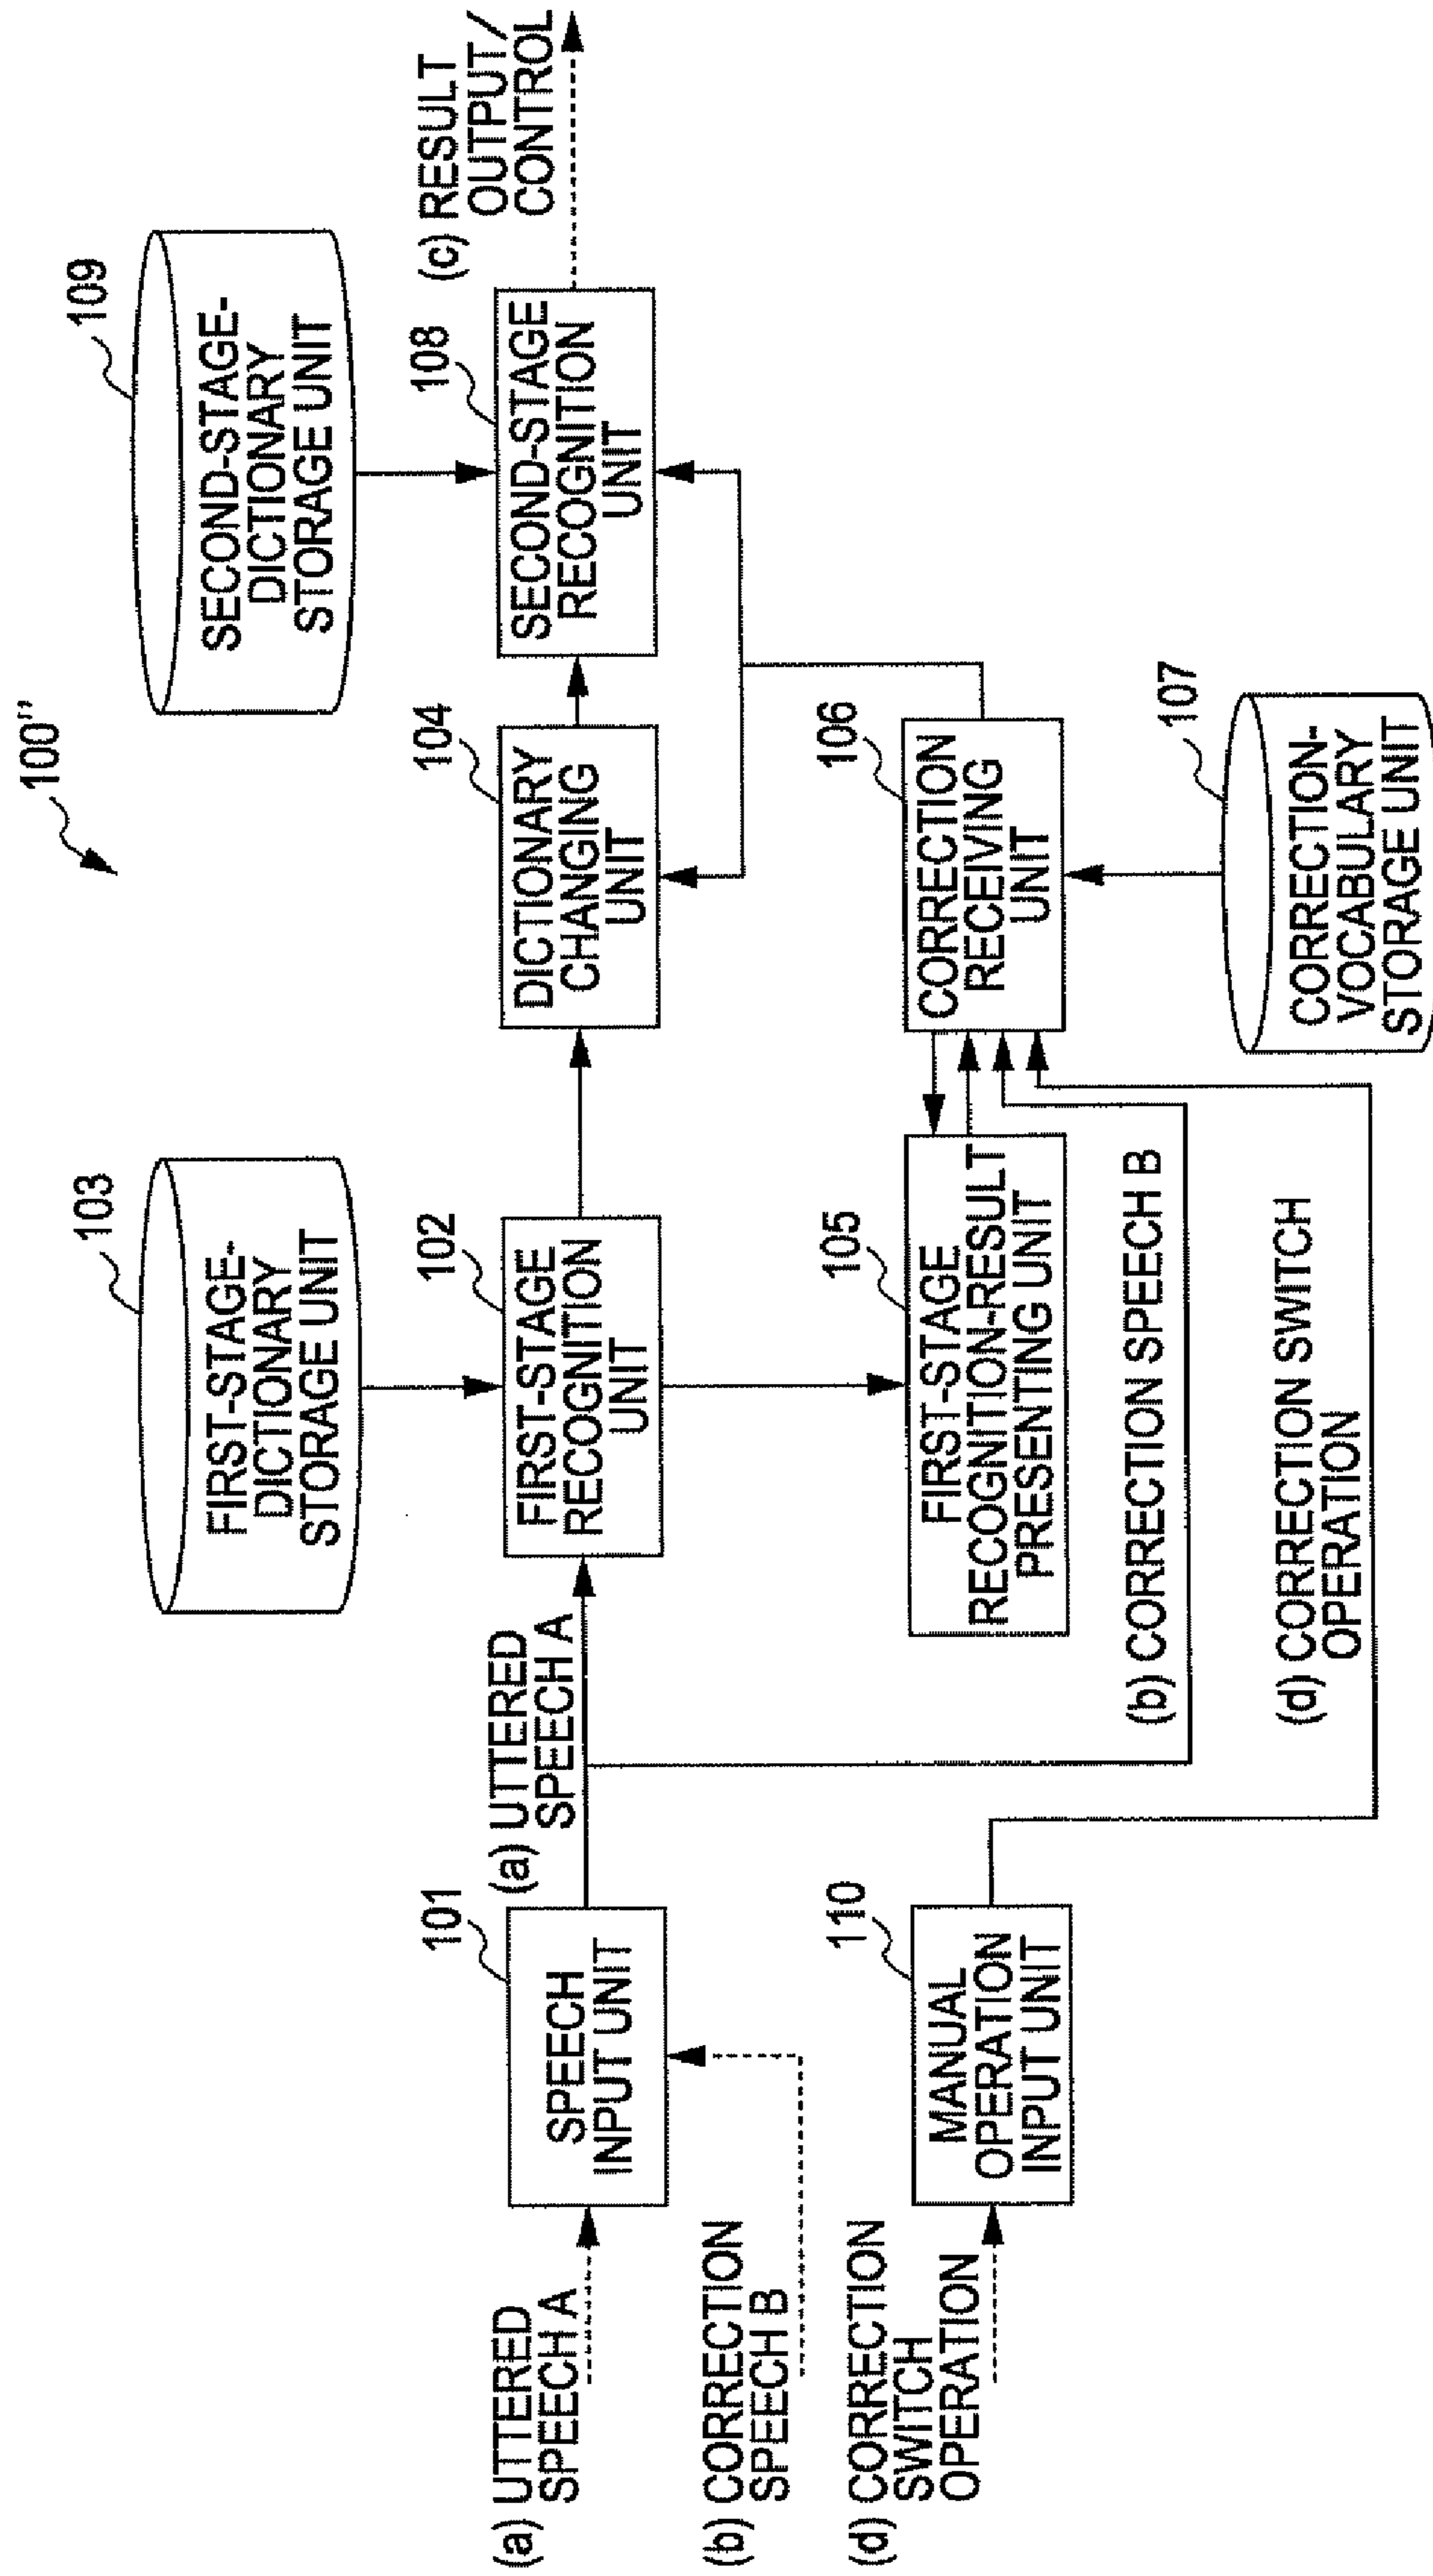 100''
103
FIRST-STAGE-
DICTIONARY
STORAGE UNIT
109
SECOND-STAGE-
DICTIONARY
STORAGE UNIT
(a) UTTERED
SPEECH A
101
SPEECH
INPUT UNIT
(a) UTTERED
SPEECH A
102
FIRST-STAGE
RECOGNITION
UNIT
104
DICTIONARY
CHANGING
UNIT
108
SECOND-STAGE
RECOGNITION
UNIT
(c) RESULT
OUTPUT/
CONTROL
(b) CORRECTION
SPEECH B
(d) CORRECTION
SWITCH
OPERATION
110
MANUAL
OPERATION
INPUT UNIT
105
FIRST-STAGE
RECOGNITION-RESULT
PRESENTING UNIT
106
CORRECTION
RECEIVING
UNIT
(b) CORRECTION SPEECH B
(d) CORRECTION SWITCH
OPERATION
107
CORRECTION-
VOCABULARY
STORAGE UNIT